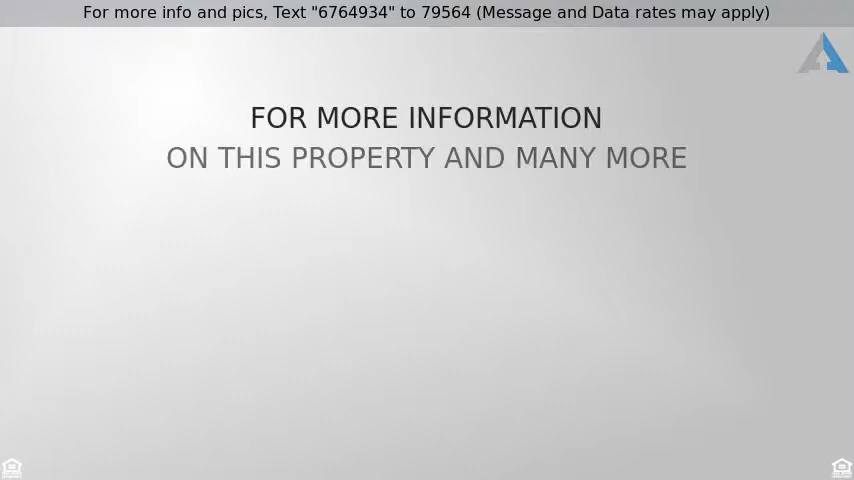 For more info and pics, Text "6764934" to 79564 (Message and Data rates may apply)
FOR MORE INFORMATION
ON THIS PROPERTY AND MANY MORE